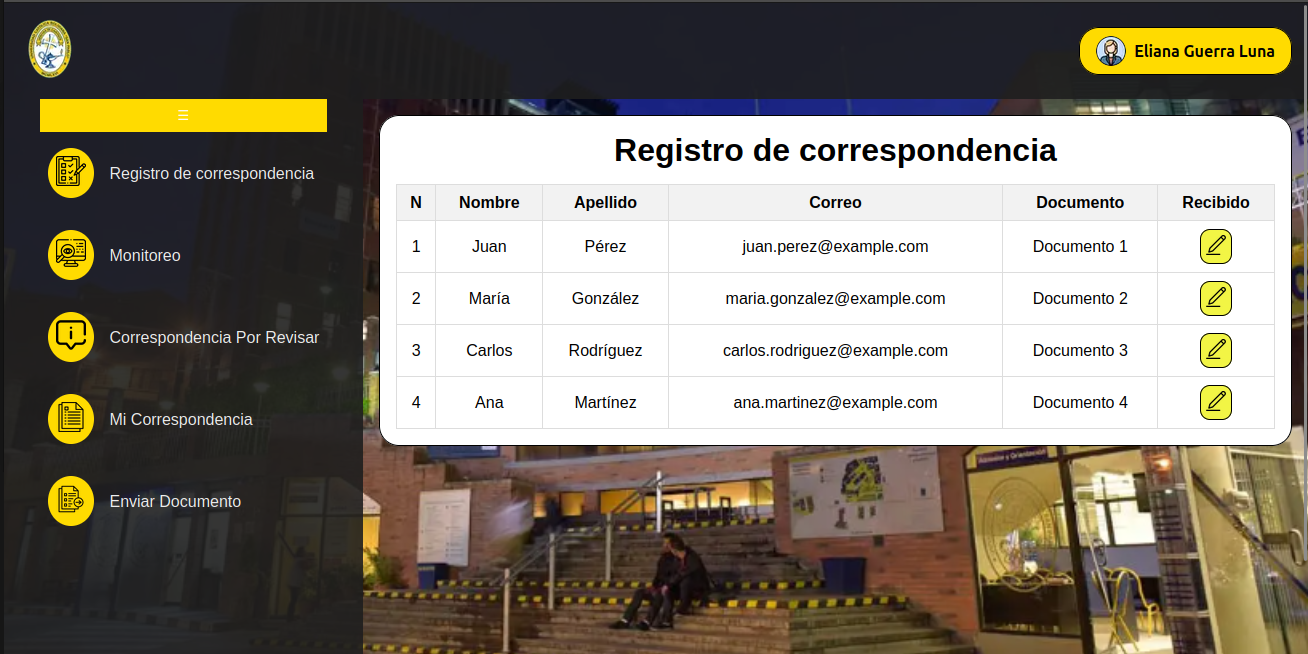 Eliana Guerra Luna
☰
Registro de correspondencia
Monitoreo
Correspondencia Por Revisar
Mi Correspondencia
Enviar Documento
Registro de correspondencia
N Nombre Apellido Correo Documento Recibido
1 Juan Pérez juan.perez@example.com Documento 1
2 María González maria.gonzalez@example.com Documento 2
3 Carlos Rodríguez carlos.rodriguez@example.com Documento 3
4 Ana Martínez ana.martinez@example.com Documento 4